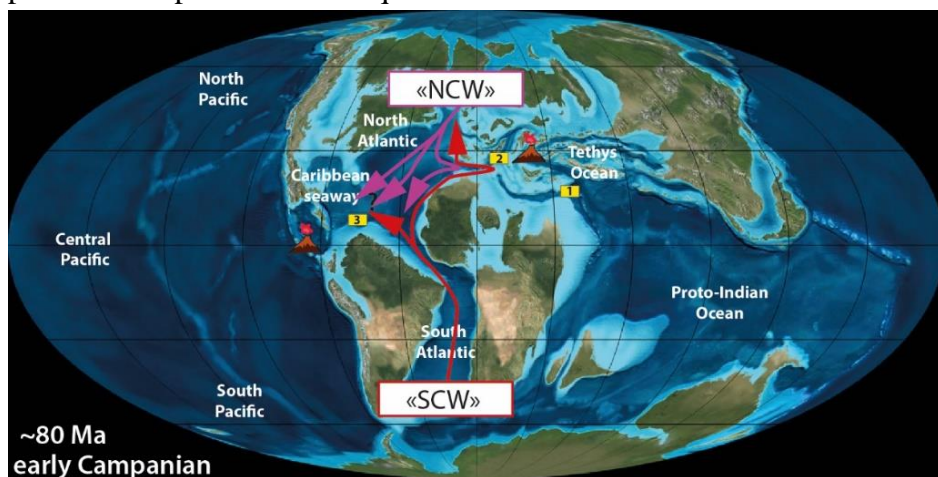 North
Pacific
«NCW»
North
Atlantic
Tethys
Ocean
2
1
Caribbean
seaway
?
3
Central
Pacific
Proto-Indian
Ocean
South
Atlantic
South
Pacific
«SCW»
~80 Ma
early Campanian